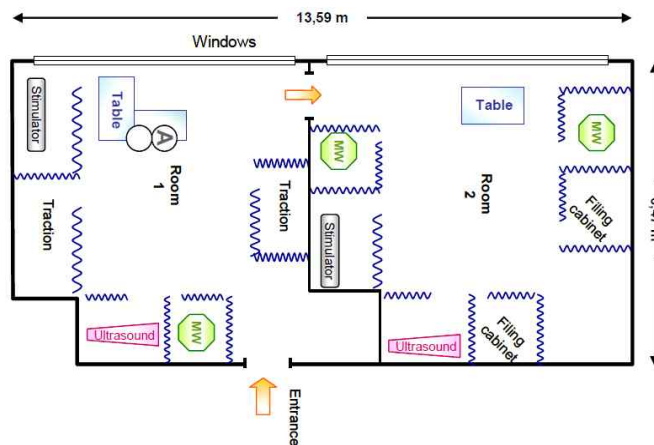 13,59 m
Windows
Stimulator
Table
A
Room
1
Traction
Traction
MW
Ultrasound
MW
Stimulator
Table
Room
2
MW
Filing
cabinet
Ultrasound
Filing
cabinet
Entrance